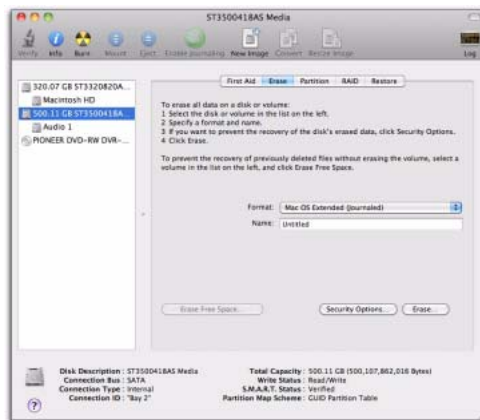 ST3500418AS Media
Verify Info Burn Mount Eject Enable Journaling New Image Convert Resize Image Log
First Aid Erase Partition RAID Restore
320.07 GB ST3320820A...
Macintosh HD
500.11 GB ST3500418A...
Audio 1
PIONEER DVD-RW DVR-...
To erase all data on a disk or volume:
1 Select the disk or volume in the list on the left.
2 Specify a format and name.
3 If you want to prevent the recovery of the disk's erased data, click Security Options.
4 Click Erase.
To prevent the recovery of previously deleted files without erasing the volume, select a
volume in the list on the left, and click Erase Free Space.
Format: Mac OS Extended (Journaled)
Name: Untitled
Erase Free Space... Security Options... Erase...
Disk Description : ST3500418AS Media
Connection Bus : SATA
Connection Type : Internal
Connection ID : "Bay 2"
Total Capacity : 500.11 GB (500,107,862,016 Bytes)
Write Status : Read/Write
S.M.A.R.T. Status : Verified
Partition Map Scheme : GUID Partition Table